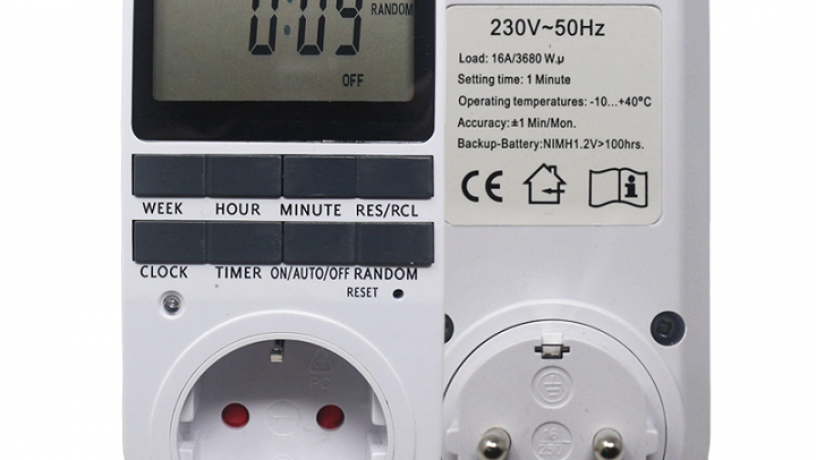 0:09
RANDOM
OFF
WEEK HOUR MINUTE RES/RCL
CLOCK TIMER ON/AUTO/OFF RANDOM
RESET
230V~50Hz
Load: 16A/3680 W.μ
Setting time: 1 Minute
Operating temperatures: -10...+40°C
Accuracy:±1 Min/Mon.
Backup-Battery:NIMH1.2V>100hrs.
CE
i
16
250